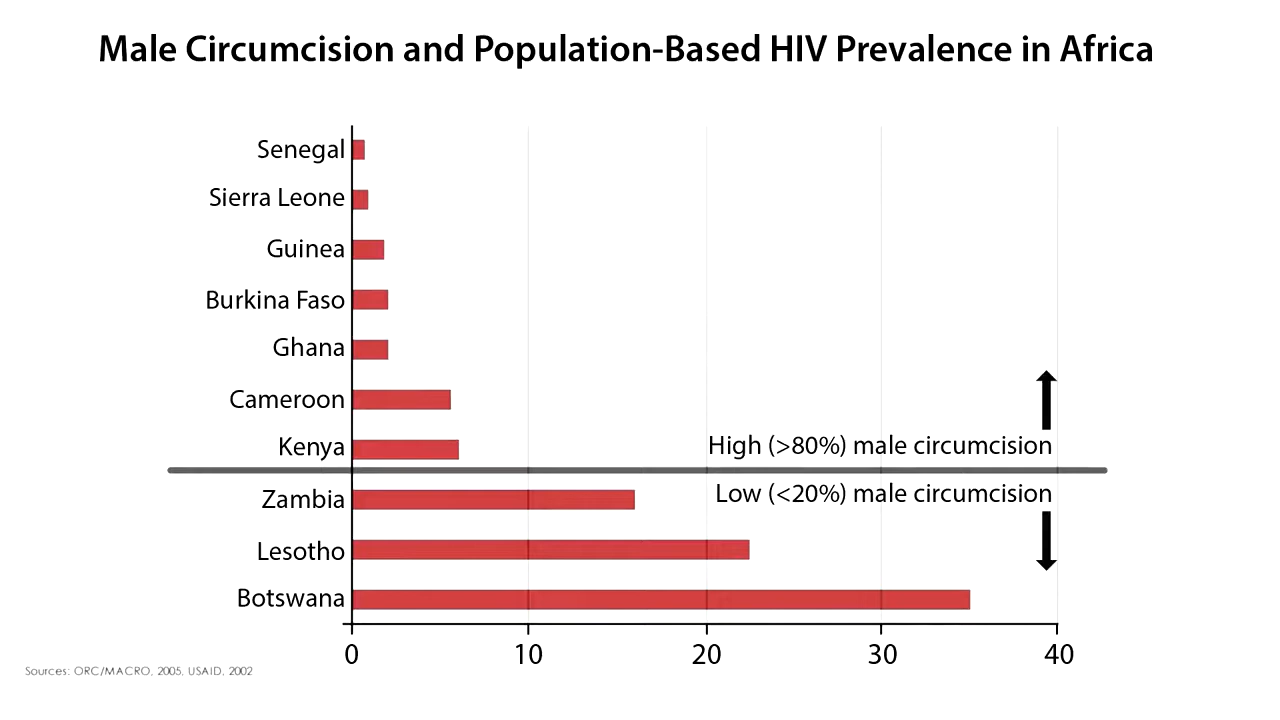 Male Circumcision and Population-Based HIV Prevalence in Africa
Senegal
Sierra Leone
Guinea
Burkina Faso
Ghana
Cameroon
Kenya
High (>80%) male circumcision
Low (<20%) male circumcision
Zambia
Lesotho
Botswana
0 10 20 30 40
Sources: ORC/MACRO, 2005, USAID, 2002